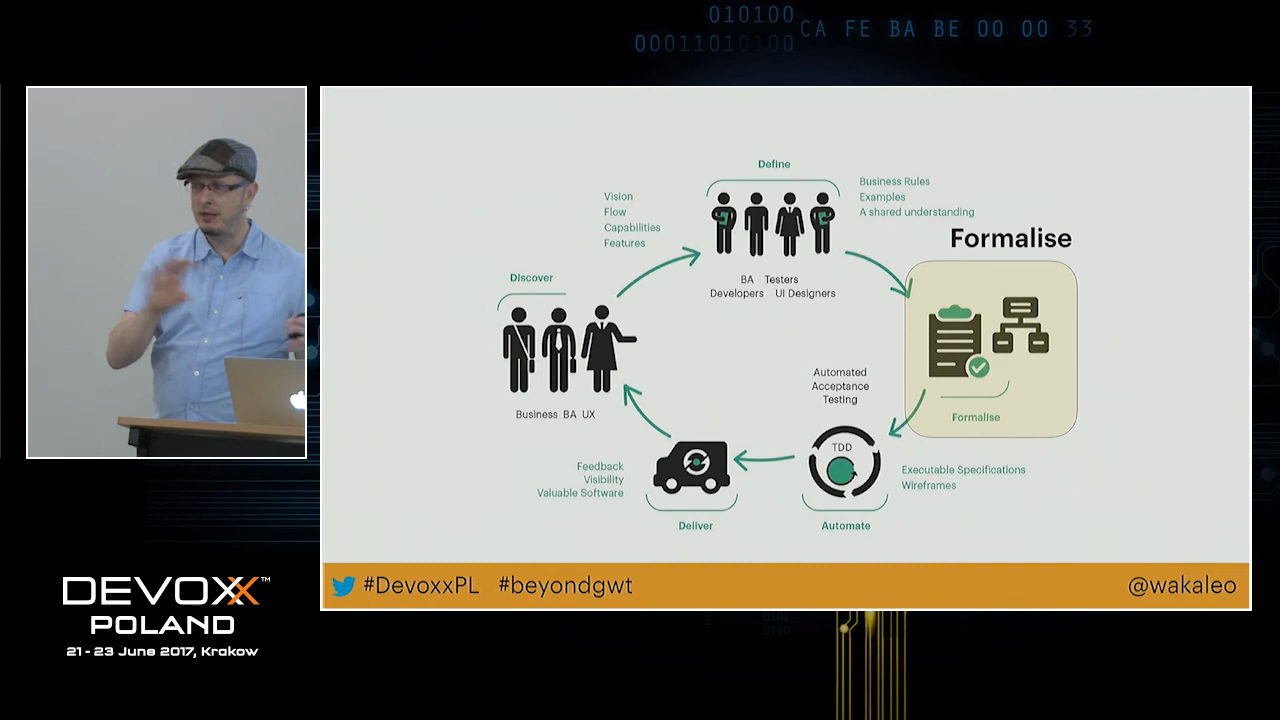 010100
00011010100
CA FE BA BE 00 00 33
Define
Vision
Flow
Capabilities
Features
Business Rules
Examples
A shared understanding
Formalise
BA Testers
Developers UI Designers
Discover
Business BA UX
Automated
Acceptance
Testing
Formalise
TDD
Executable Specifications
Wireframes
Automate
Feedback
Visibility
Valuable Software
Deliver
#DevoxxPL #beyondgwt @wakaleo
DEVOXX™
POLAND
21 - 23 June 2017, Krakow